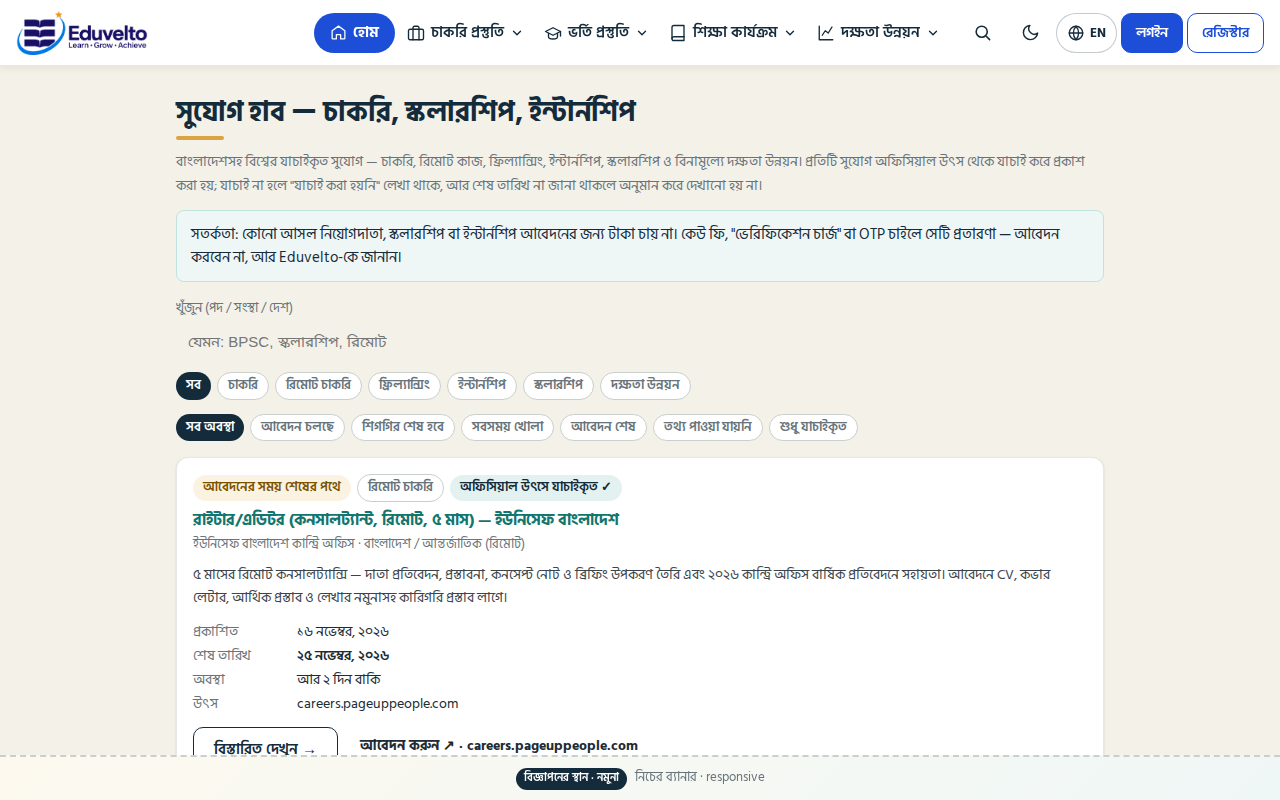 Eduvelto
Learn • Grow • Achieve
হোম
চাকরি প্রস্তুতি
ভর্তি প্রস্তুতি
শিক্ষা কার্যক্রম
দক্ষতা উন্নয়ন
EN
লগইন
রেজিস্টার
সুযোগ হাব — চাকরি, স্কলারশিপ, ইন্টার্নশিপ
বাংলাদেশসহ বিশ্বের যাচাইকৃত সুযোগ — চাকরি, রিমোট কাজ, ফ্রিল্যান্সিং, ইন্টার্নশিপ, স্কলারশিপ ও বিনামূল্যে দক্ষতা উন্নয়ন। প্রতিটি সুযোগ অফিসিয়াল উৎস থেকে যাচাই করে প্রকাশ
করা হয়; যাচাই না হলে "যাচাই করা হয়নি" লেখা থাকে, আর শেষ তারিখ না জানা থাকলে অনুমান করে দেখানো হয় না।
সতর্কতা: কোনো আসল নিয়োগদাতা, স্কলারশিপ বা ইন্টার্নশিপ আবেদনের জন্য টাকা চায় না। কেউ ফি, "ভেরিফিকেশন চার্জ" বা OTP চাইলে সেটি প্রতারণা — আবেদন
করবেন না, আর Eduvelto-কে জানান।
খুঁজুন (পদ / সংস্থা / দেশ)
যেমন: BPSC, স্কলারশিপ, রিমোট
সব
চাকরি
রিমোট চাকরি
ফ্রিল্যান্সিং
ইন্টার্নশিপ
স্কলারশিপ
দক্ষতা উন্নয়ন
সব অবস্থা
আবেদন চলছে
শিগগির শেষ হবে
সবসময় খোলা
আবেদন শেষ
তথ্য পাওয়া যায়নি
শুধু যাচাইকৃত
আবেদনের সময় শেষের পথে
রিমোট চাকরি
অফিসিয়াল উৎসে যাচাইকৃত ✓
রাইটার/এডিটর (কনসালট্যান্ট, রিমোট, ৫ মাস) — ইউনিসেফ বাংলাদেশ
ইউনিসেফ বাংলাদেশ কান্ট্রি অফিস · বাংলাদেশ / আন্তর্জাতিক (রিমোট)
৫ মাসের রিমোট কনসালট্যান্সি — দাতা প্রতিবেদন, প্রস্তাবনা, কনসেপ্ট নোট ও ব্রিফিং উপকরণ তৈরি এবং ২০২৬ কান্ট্রি অফিস বার্ষিক প্রতিবেদনে সহায়তা। আবেদনে CV, কভার
লেটার, আর্থিক প্রস্তাব ও লেখার নমুনাসহ কারিগরি প্রস্তাব লাগে।
প্রকাশিত ১৬ নভেম্বর, ২০২৬
শেষ তারিখ ২৫ নভেম্বর, ২০২৬
অবস্থা আর ২ দিন বাকি
উৎস careers.pageuppeople.com
বিস্তারিত দেখুন →
আবেদন করুন ↗ · careers.pageuppeople.com
বিজ্ঞাপনের স্থান · নমুনা
নিচের ব্যানার · responsive